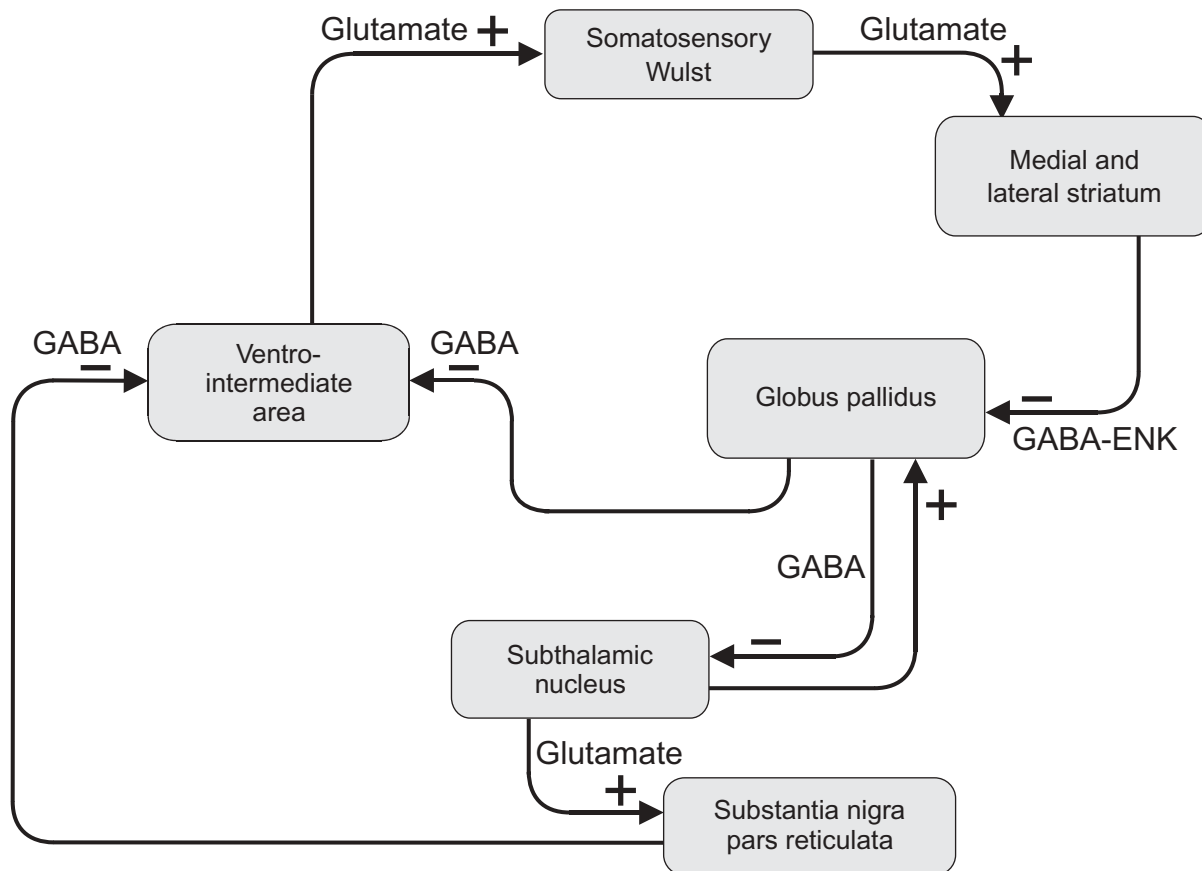 Glutamate +
Somatosensory
Wulst
Glutamate
+
Medial and
lateral striatum
GABA
−
Ventro-
intermediate
area
GABA
−
Globus pallidus
−
GABA-ENK
+
GABA
−
Subthalamic
nucleus
Glutamate
+
Substantia nigra
pars reticulata